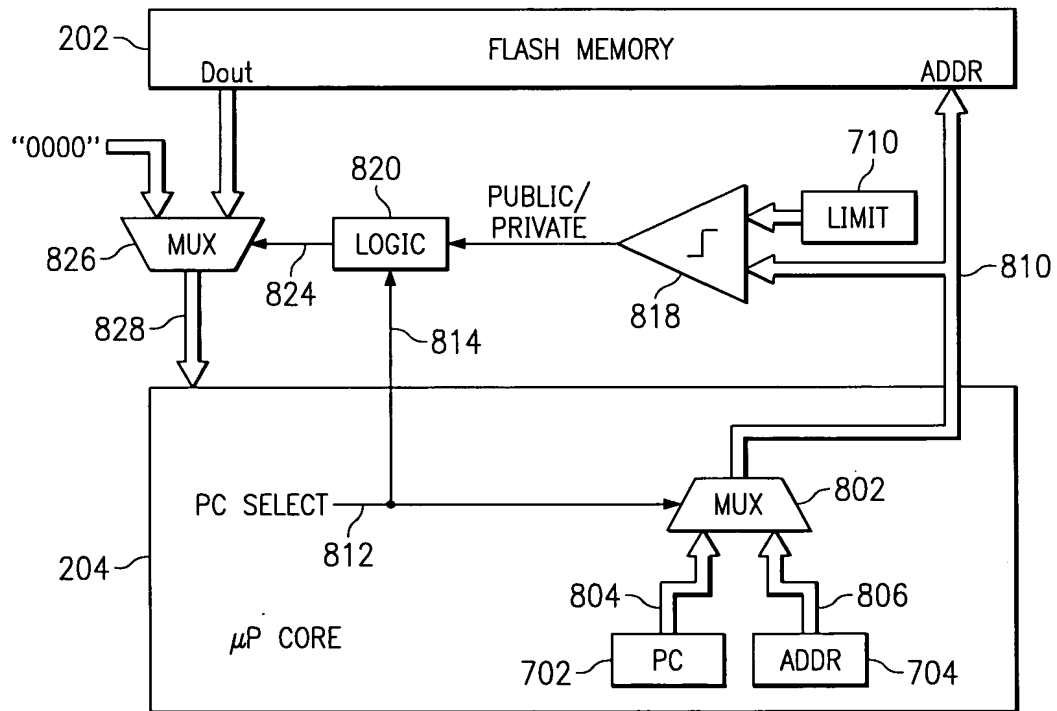 202
FLASH MEMORY
Dout
ADDR
"0000"
820
710
PUBLIC/
PRIVATE
LIMIT
MUX
LOGIC
826
824
818
810
828
814
PC SELECT
812
MUX
802
204
804
806
µP CORE
702
PC
ADDR
704